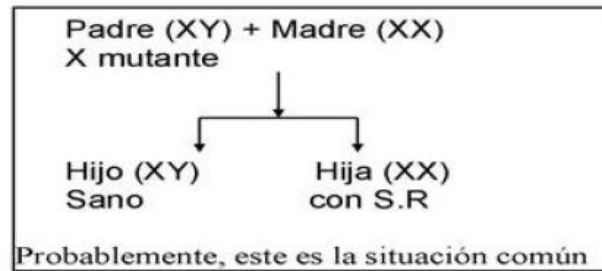 Padre (XY) + Madre (XX)
X mutante
Hijo (XY) Hija (XX)
Sano con S.R
Probablemente, este es la situación común